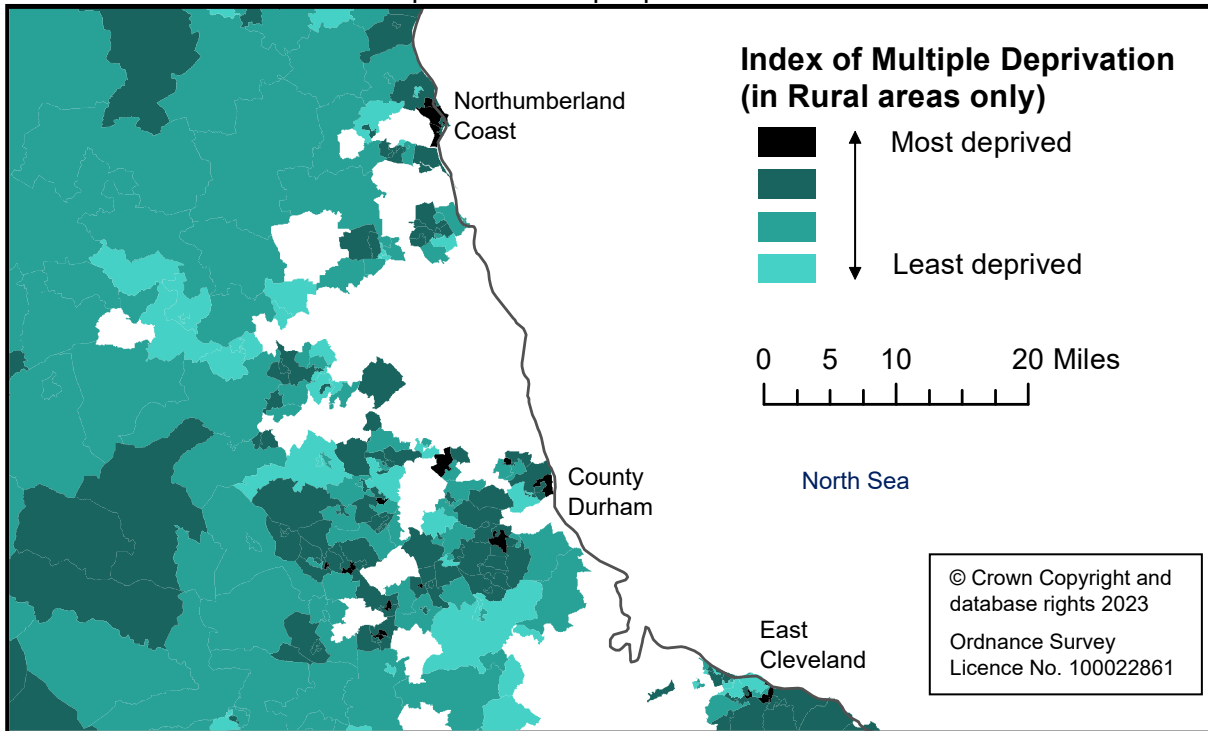 Index of Multiple Deprivation
(in Rural areas only)
Most deprived
Least deprived
0 5 10 20 Miles
Northumberland
Coast
County
Durham
North Sea
East
Cleveland
© Crown Copyright and
database rights 2023
Ordnance Survey
Licence No. 100022861